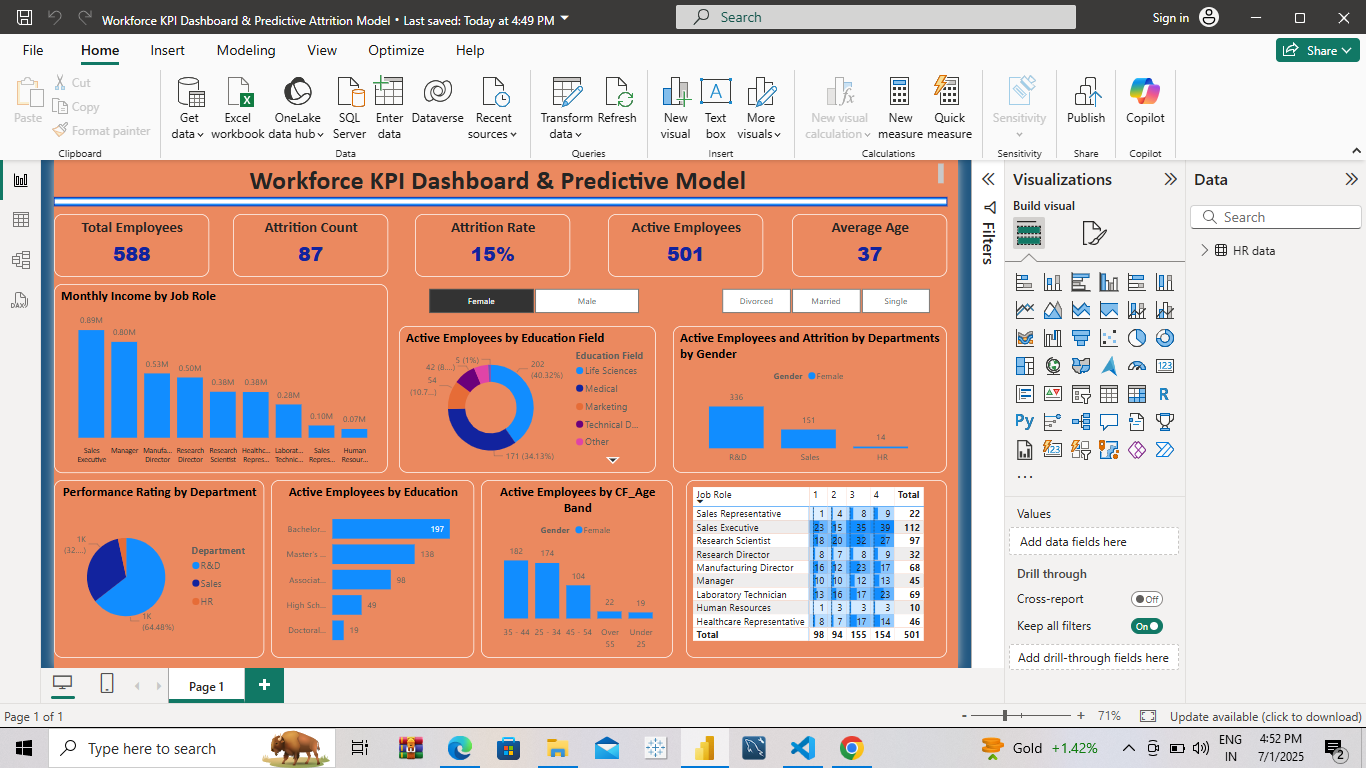 Workforce KPI Dashboard & Predictive Attrition Model • Last saved: Today at 4:49 PM
Search
Sign in
File
Home
Insert
Modeling
View
Optimize
Help
Share
Paste
Cut
Copy
Format painter
Get data
Excel workbook
OneLake data hub
SQL Server
Enter data
Dataverse
Recent sources
Transform data
Refresh
New visual
Text box
More visuals
New visual calculation
New measure
Quick measure
Sensitivity
Publish
Copilot
Clipboard
Data
Queries
Insert
Calculations
Sensitivity
Share
Copilot
Workforce KPI Dashboard & Predictive Model
Total Employees
588
Attrition Count
87
Attrition Rate
15%
Active Employees
501
Average Age
37
Monthly Income by Job Role
0.89M
0.80M
0.53M
0.50M
0.38M
0.38M
0.28M
0.10M
0.07M
Sales Executive
Manager
Manufa... Director
Research Director
Research Scientist
Healthc... Repres...
Laborat... Technic...
Sales Repres...
Human Resour...
Female
Male
Divorced
Married
Single
Active Employees by Education Field
5 (1%)
42 (8....)
54 (10.7...)
202 (40.32%)
171 (34.13%)
Education Field
Life Sciences
Medical
Marketing
Technical D...
Other
Active Employees and Attrition by Departments
by Gender
Gender
Female
336
151
14
R&D
Sales
HR
Performance Rating by Department
1K (32....)
1K (64.48%)
Department
R&D
Sales
HR
Active Employees by Education
Bachelor... 197
Master's ... 138
Associat... 98
High Sch... 49
Doctoral... 19
Active Employees by CF_Age
Band
Gender
Female
182
174
104
22
19
35 - 44
25 - 34
45 - 54
Over 55
Under 25
Job Role 1 2 3 4 Total
Sales Representative 1 4 8 9 22
Sales Executive 23 15 35 39 112
Research Scientist 18 20 32 27 97
Research Director 8 7 8 9 32
Manufacturing Director 16 12 23 17 68
Manager 10 10 12 13 45
Laboratory Technician 13 16 17 23 69
Human Resources 1 3 3 3 10
Healthcare Representative 8 7 17 14 46
Total 98 94 155 154 501
Filters
Visualizations
Build visual
123
R
Py
Values
Add data fields here
Drill through
Cross-report
Off
Keep all filters
On
Add drill-through fields here
Data
Search
HR data
DAX
Page 1
Page 1 of 1
71%
Update available (click to download)
Type here to search
Gold +1.42%
ENG
IN
4:52 PM
7/1/2025
2